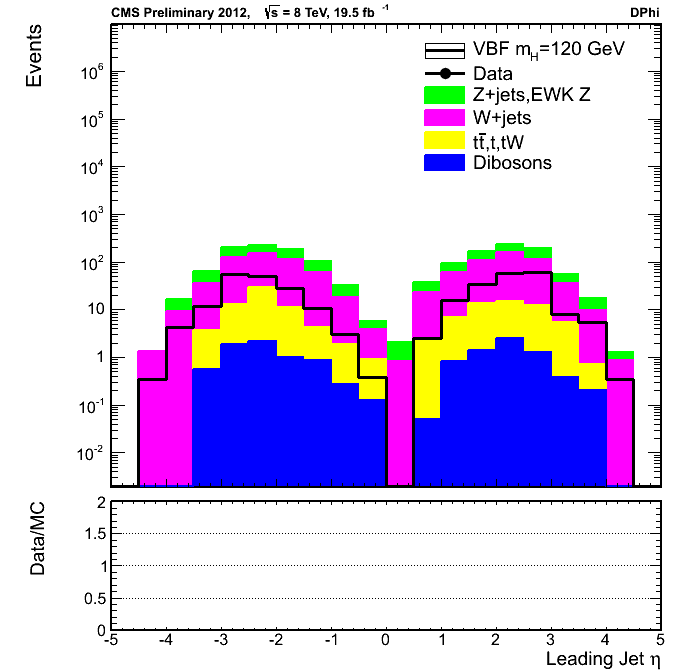 CMS Preliminary 2012, √s = 8 TeV, 19.5 fb⁻¹ DPhi
Events
VBF m_H=120 GeV
Data
Z+jets,EWK Z
W+jets
tt̄,t,tW
Dibosons
10⁶
10⁵
10⁴
10³
10²
10
1
10⁻¹
10⁻²
Data/MC
2
1.5
1
0.5
0
-5 -4 -3 -2 -1 0 1 2 3 4 5
Leading Jet η